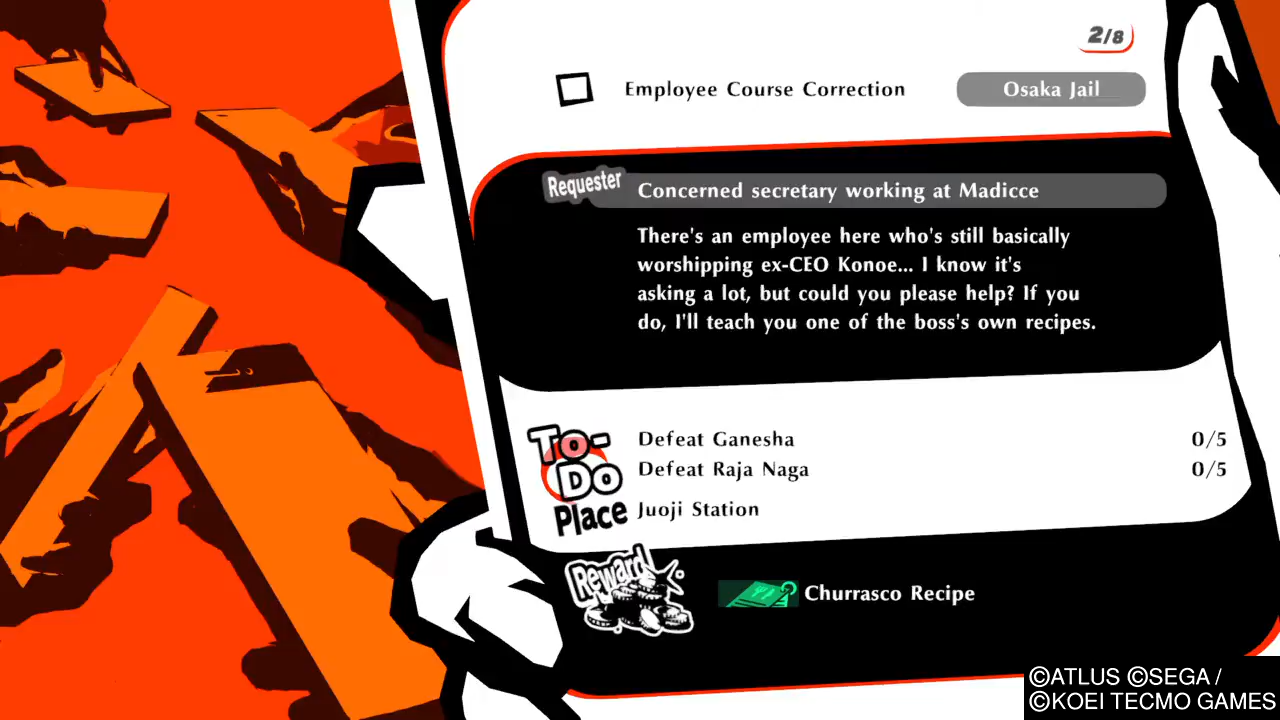 2/8
Employee Course Correction
Osaka Jail
Requester
Concerned secretary working at Madicce
There's an employee here who's still basically
worshipping ex-CEO Konoe... I know it's
asking a lot, but could you please help? If you
do, I'll teach you one of the boss's own recipes.
To-
Do
Defeat Ganesha 0/5
Defeat Raja Naga 0/5
Place
Juoji Station
Reward
Churrasco Recipe
©ATLUS ©SEGA /
©KOEI TECMO GAMES